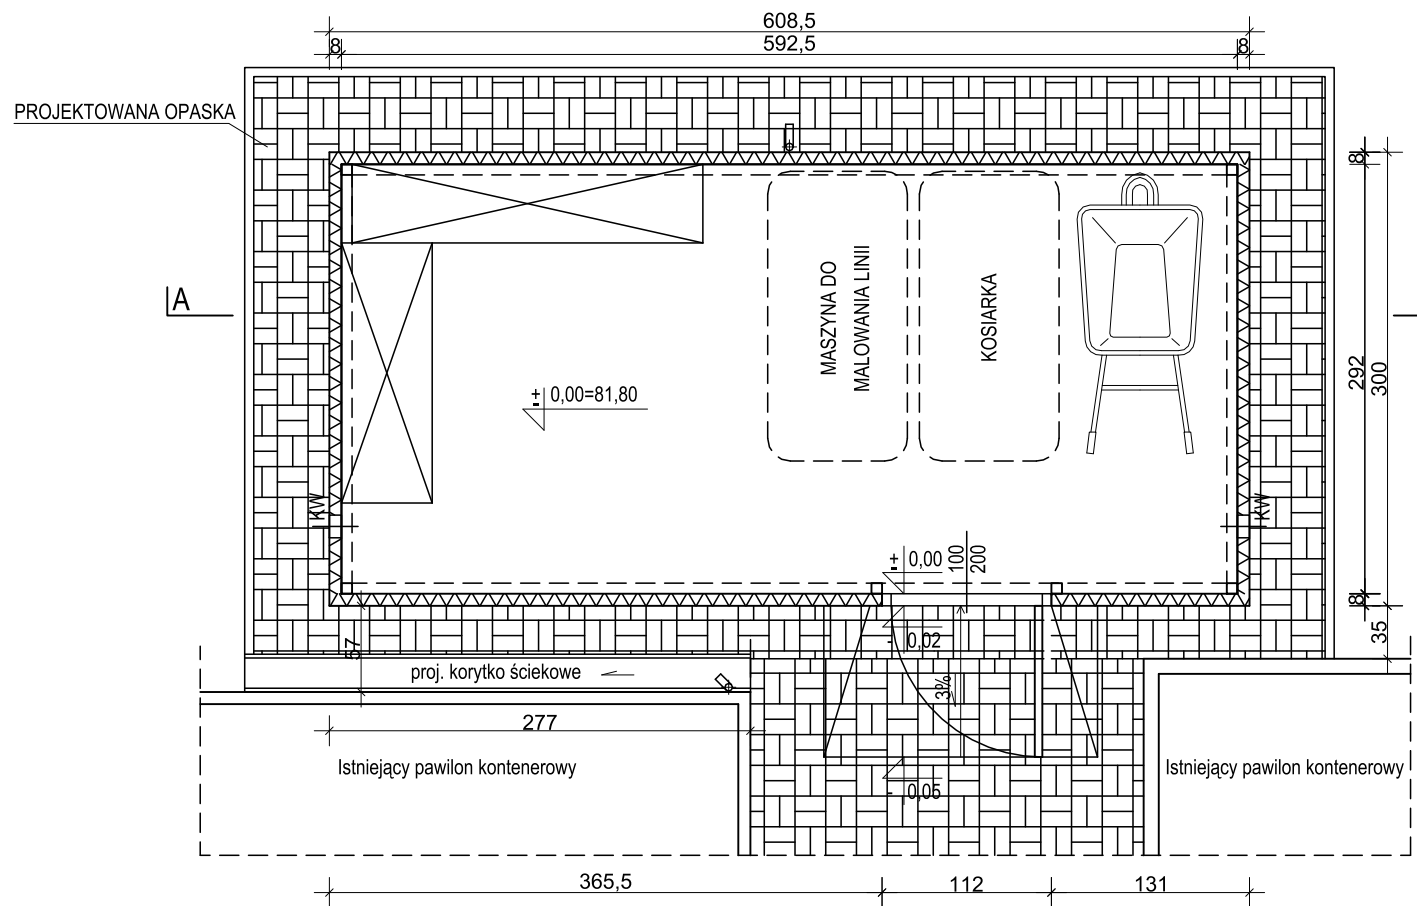 608,5
8
592,5
8
PROJEKTOWANA OPASKA
A
MASZYNA DO
MALOWANIA LINII
KOSIARKA
± 0,00=81,80
8
292
300
8
35
KW
KW
± 0,00
100
200
- 0,02
3%
57
proj. korytko ściekowe
277
Istniejący pawilon kontenerowy
Istniejący pawilon kontenerowy
- 0,05
365,5
112
131